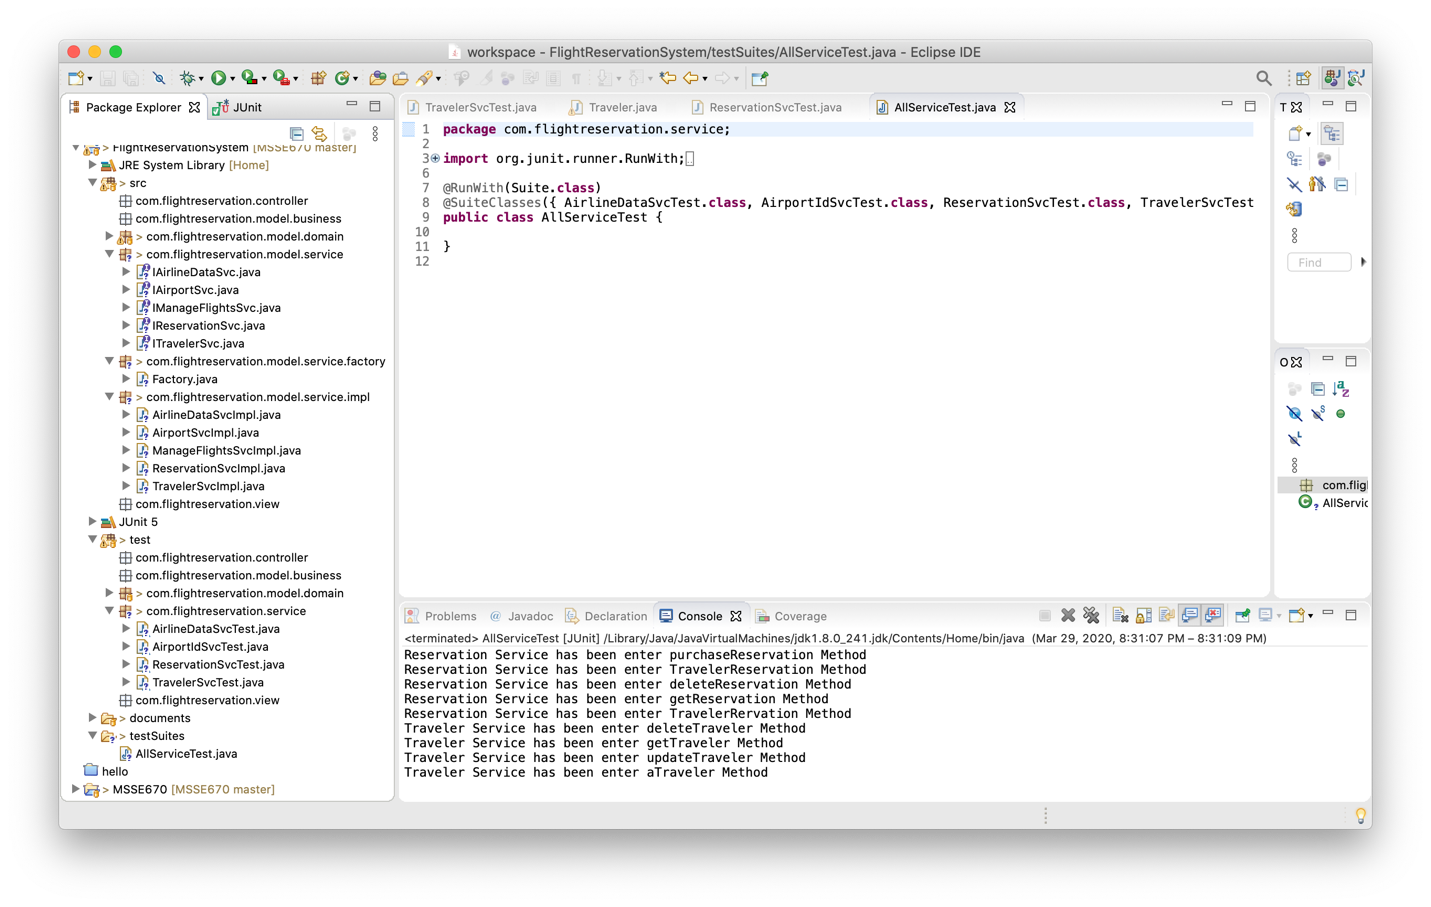 workspace - FlightReservationSystem/testSuites/AllServiceTest.java - Eclipse IDE
Package Explorer
JUnit
> FlightReservationSystem [MSSE670 master]
JRE System Library [Home]
> src
com.flightreservation.controller
com.flightreservation.model.business
> com.flightreservation.model.domain
> com.flightreservation.model.service
IAirlineDataSvc.java
IAirportSvc.java
IManageFlightsSvc.java
IReservationSvc.java
ITravelerSvc.java
> com.flightreservation.model.service.factory
Factory.java
> com.flightreservation.model.service.impl
AirlineDataSvcImpl.java
AirportSvcImpl.java
ManageFlightsSvcImpl.java
ReservationSvcImpl.java
TravelerSvcImpl.java
com.flightreservation.view
JUnit 5
> test
com.flightreservation.controller
com.flightreservation.model.business
> com.flightreservation.model.domain
> com.flightreservation.service
AirlineDataSvcTest.java
AirportIdSvcTest.java
ReservationSvcTest.java
TravelerSvcTest.java
com.flightreservation.view
> documents
> testSuites
AllServiceTest.java
hello
> MSSE670 [MSSE670 master]
TravelerSvcTest.java
Traveler.java
ReservationSvcTest.java
AllServiceTest.java
1 package com.flightreservation.service;
2
3 import org.junit.runner.RunWith;
6
7 @RunWith(Suite.class)
8 @SuiteClasses({ AirlineDataSvcTest.class, AirportIdSvcTest.class, ReservationSvcTest.class, TravelerSvcTest
9 public class AllServiceTest {
10
11 }
12
T
Find
O
com.flig
AllServic
Problems
@ Javadoc
Declaration
Console
Coverage
<terminated> AllServiceTest [JUnit] /Library/Java/JavaVirtualMachines/jdk1.8.0_241.jdk/Contents/Home/bin/java (Mar 29, 2020, 8:31:07 PM – 8:31:09 PM)
Reservation Service has been enter purchaseReservation Method
Reservation Service has been enter TravelerReservation Method
Reservation Service has been enter deleteReservation Method
Reservation Service has been enter getReservation Method
Reservation Service has been enter TravelerRervation Method
Traveler Service has been enter deleteTraveler Method
Traveler Service has been enter getTraveler Method
Traveler Service has been enter updateTraveler Method
Traveler Service has been enter aTraveler Method